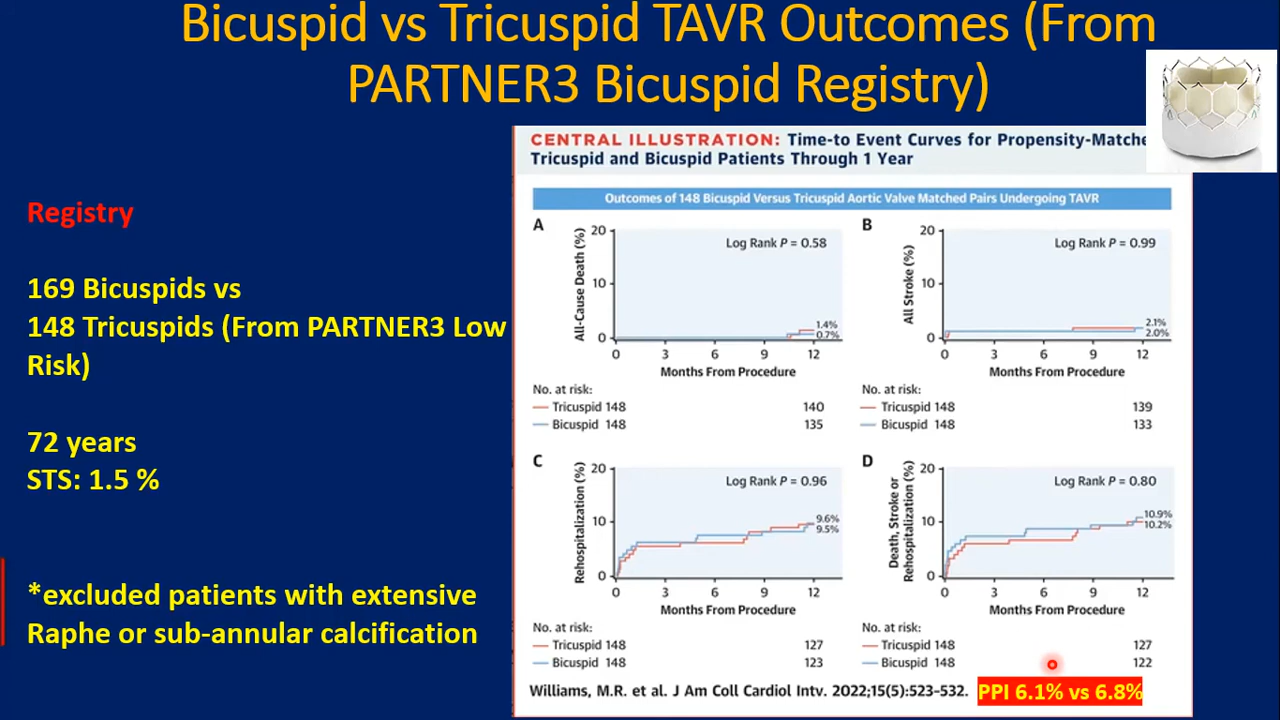 Bicuspid vs Tricuspid TAVR Outcomes (From
PARTNER3 Bicuspid Registry)
Registry
169 Bicuspids vs
148 Tricuspids (From PARTNER3 Low
Risk)
72 years
STS: 1.5 %
*excluded patients with extensive
Raphe or sub-annular calcification
CENTRAL ILLUSTRATION: Time-to Event Curves for Propensity-Matche
Tricuspid and Bicuspid Patients Through 1 Year
Outcomes of 148 Bicuspid Versus Tricuspid Aortic Valve Matched Pairs Undergoing TAVR
A
All-Cause Death (%)
20
10
0
Log Rank P = 0.58
1.4%
0.7%
0 3 6 9 12
Months From Procedure
No. at risk:
Tricuspid 148 140
Bicuspid 148 135
B
All Stroke (%)
20
10
0
Log Rank P = 0.99
2.1%
2.0%
0 3 6 9 12
Months From Procedure
No. at risk:
Tricuspid 148 139
Bicuspid 148 133
C
Rehospitalization (%)
20
10
0
Log Rank P = 0.96
9.6%
9.5%
0 3 6 9 12
Months From Procedure
No. at risk:
Tricuspid 148 127
Bicuspid 148 123
D
Death, Stroke or
Rehospitalization (%)
20
10
0
Log Rank P = 0.80
10.9%
10.2%
0 3 6 9 12
Months From Procedure
No. at risk:
Tricuspid 148 127
Bicuspid 148 122
Williams, M.R. et al. J Am Coll Cardiol Intv. 2022;15(5):523-532.
PPI 6.1% vs 6.8%